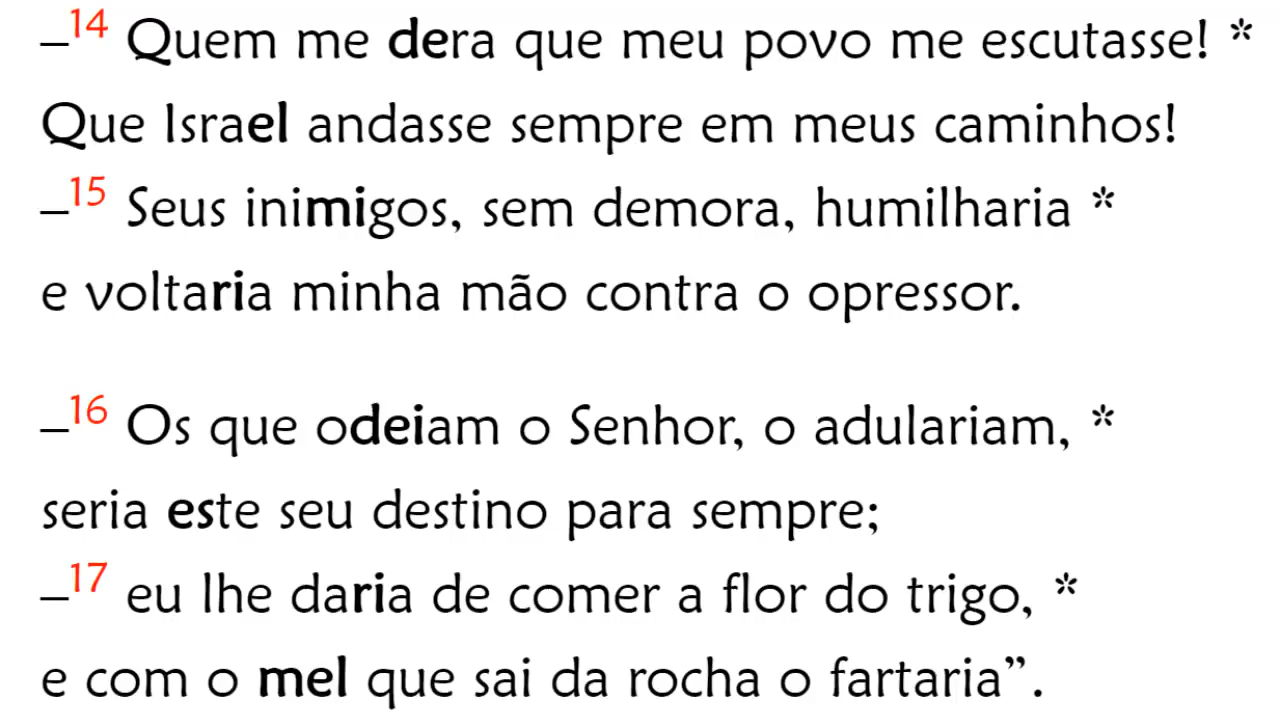 –14 Quem me dera que meu povo me escutasse! *
Que Israel andasse sempre em meus caminhos!
–15 Seus inimigos, sem demora, humilharia *
e voltaria minha mão contra o opressor.
–16 Os que odeiam o Senhor, o adulariam, *
seria este seu destino para sempre;
–17 eu lhe daria de comer a flor do trigo, *
e com o mel que sai da rocha o fartaria”.